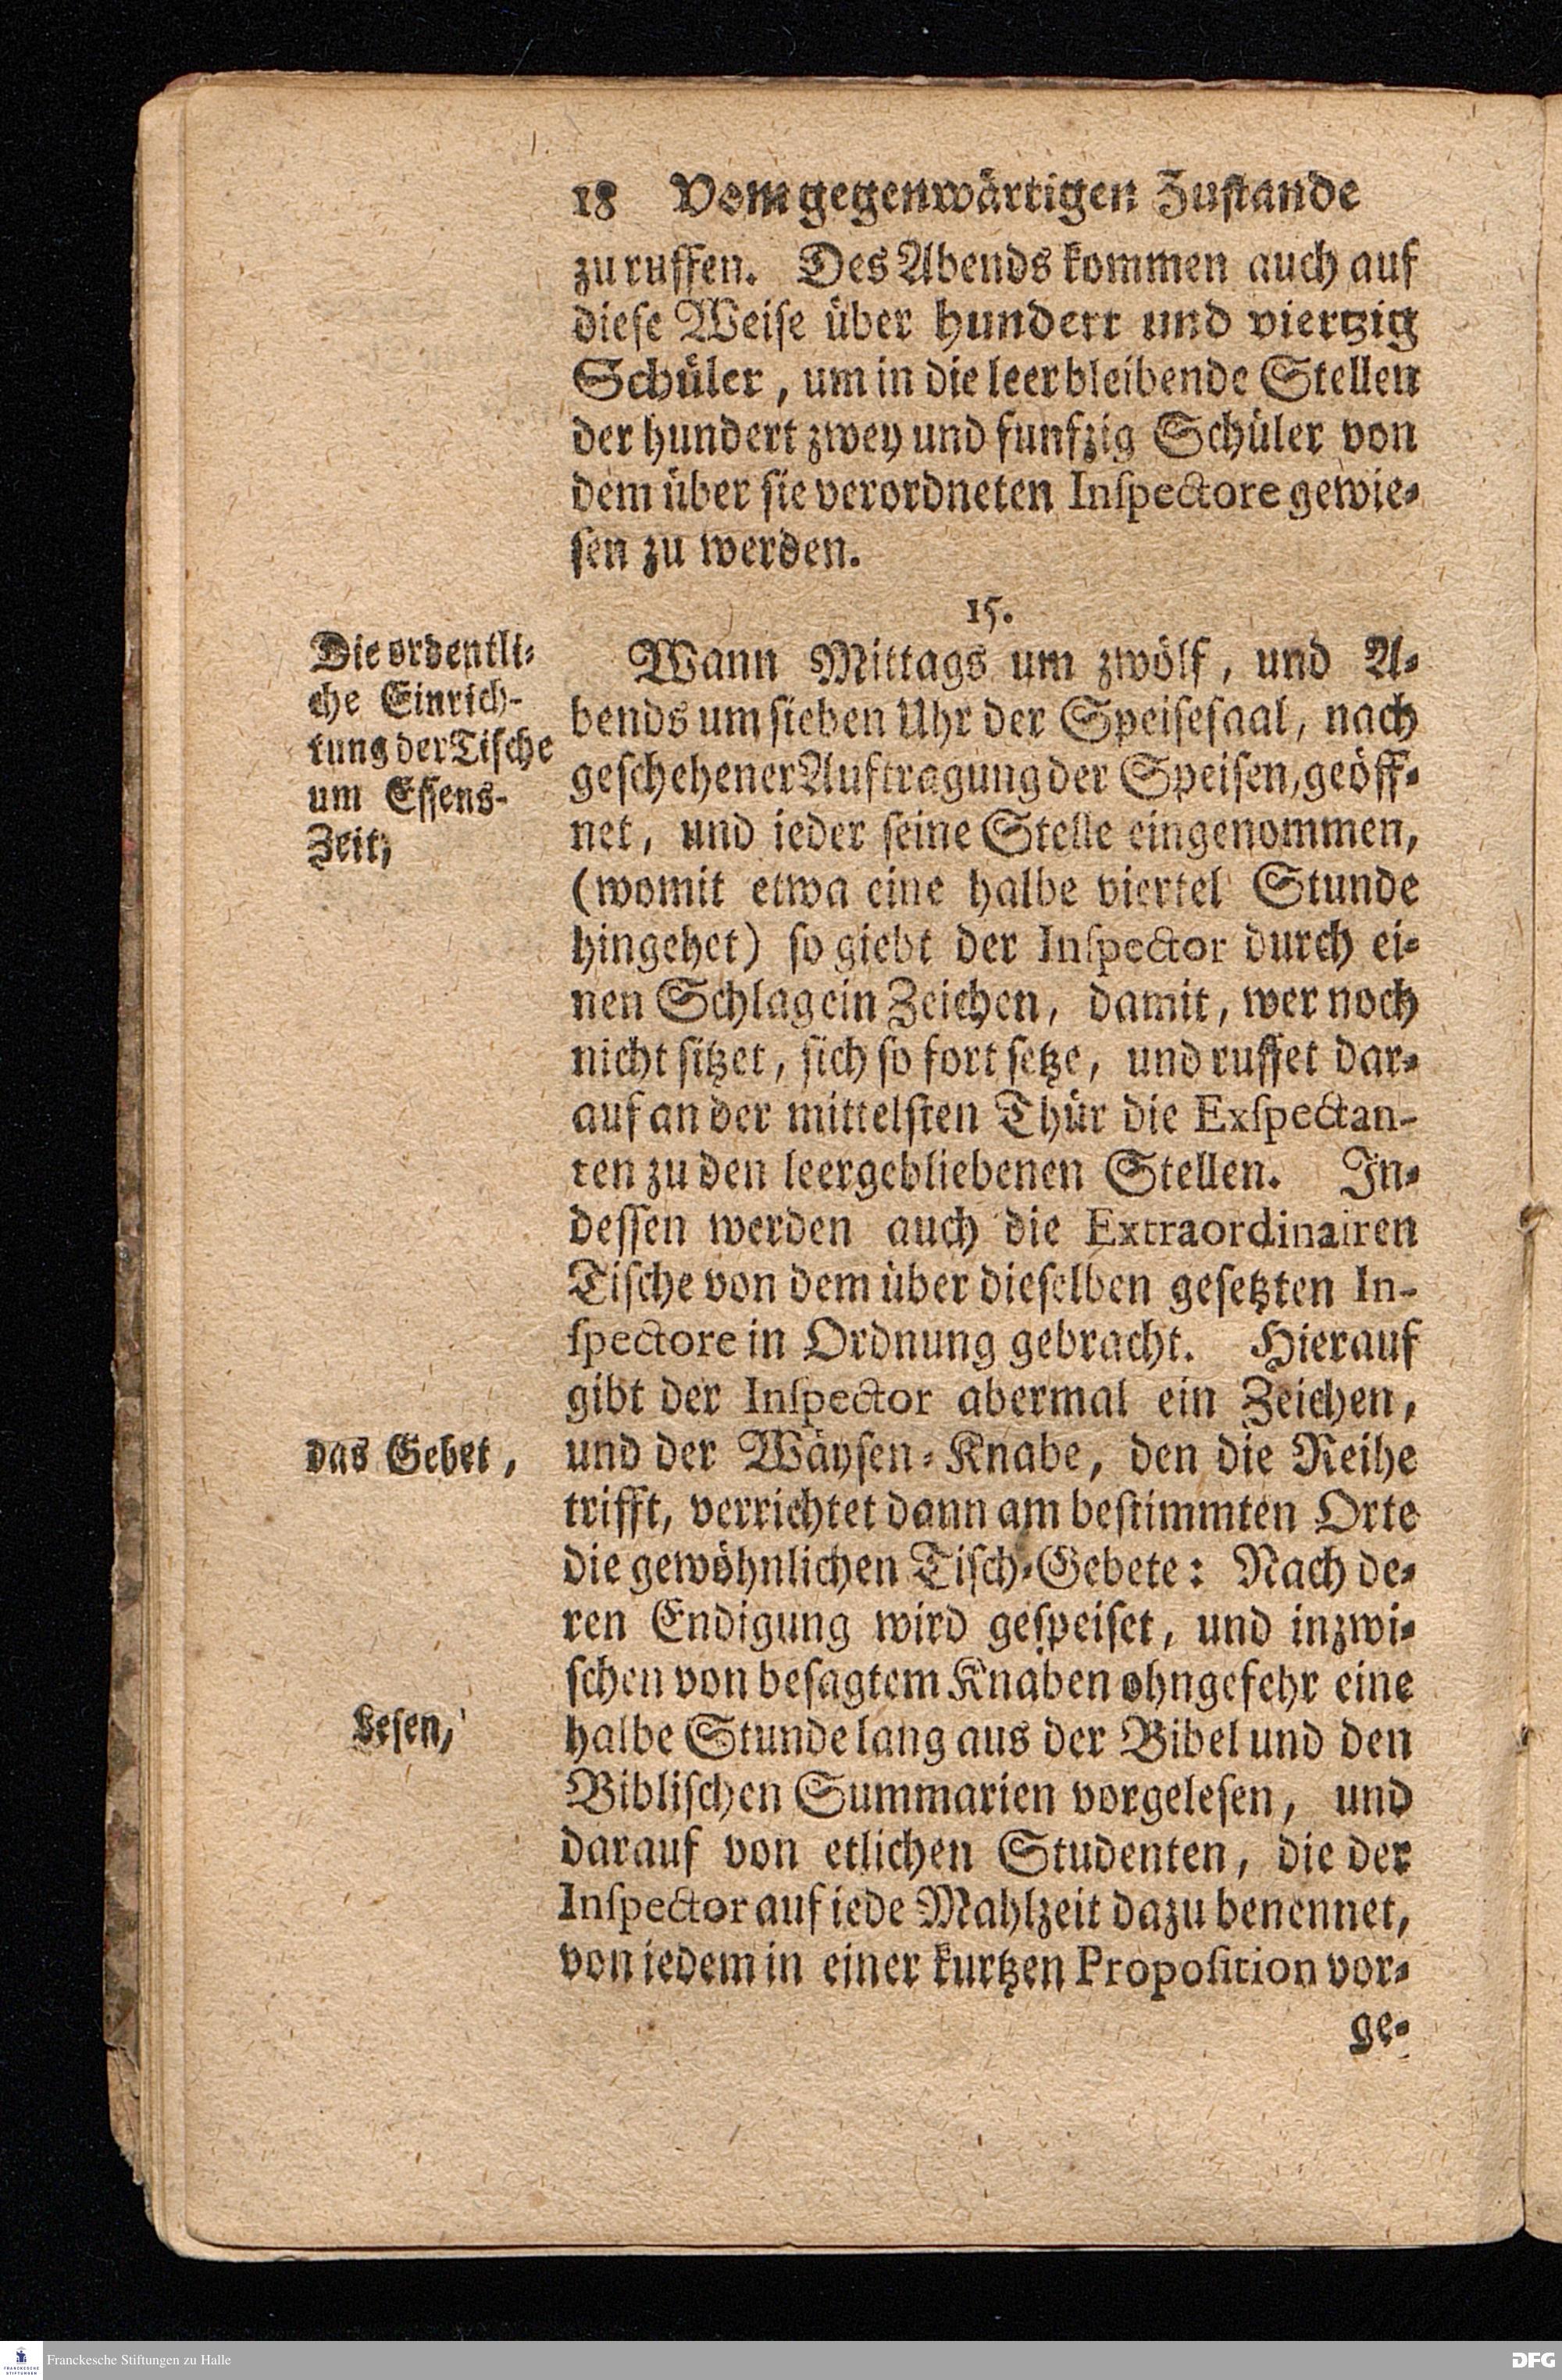 18 Vom gegenwärtigen Zustande
zu ruffen. Des Abends kommen auch auf
diese Weise über hundert und viertzig
Schüler, um in die leerbleibende Stellen
der hundert zwey und funfzig Schüler von
dem über sie verordneten Inspectore gewie-
sen zu werden.
15.
Die ordentli-
che Einrich-
tung der Tische
um Essens-
Zeit,
Wann Mittags um zwölf, und A-
bends um sieben Uhr der Speisesaal, nach
geschehener Auftragung der Speisen, geöff-
net, und ieder seine Stelle eingenommen,
(womit etwa eine halbe viertel Stunde
hingehet) so giebt der Inspector durch ei-
nen Schlag ein Zeichen, damit, wer noch
nicht sitzet, sich so fort setze, und ruffet dar-
auf an der mittelsten Thür die Exspectan-
ten zu den leergebliebenen Stellen. In-
dessen werden auch die Extraordinairen
Tische von dem über dieselben gesetzten In-
spectore in Ordnung gebracht. Hierauf
gibt der Inspector abermal ein Zeichen,
das Gebet,
und der Wäysen-Knabe, den die Reihe
trifft, verrichtet dann am bestimmten Orte
die gewöhnlichen Tisch-Gebete: Nach de-
ren Endigung wird gespeiset, und inzwi-
schen von besagtem Knaben ohngefehr eine
Lesen,
halbe Stunde lang aus der Bibel und den
Biblischen Summarien vorgelesen, und
darauf von etlichen Studenten, die der
Inspector auf iede Mahlzeit dazu benennet,
von iedem in einer kurtzen Proposition vor-
ge-
Franckesche Stiftungen zu Halle
DFG